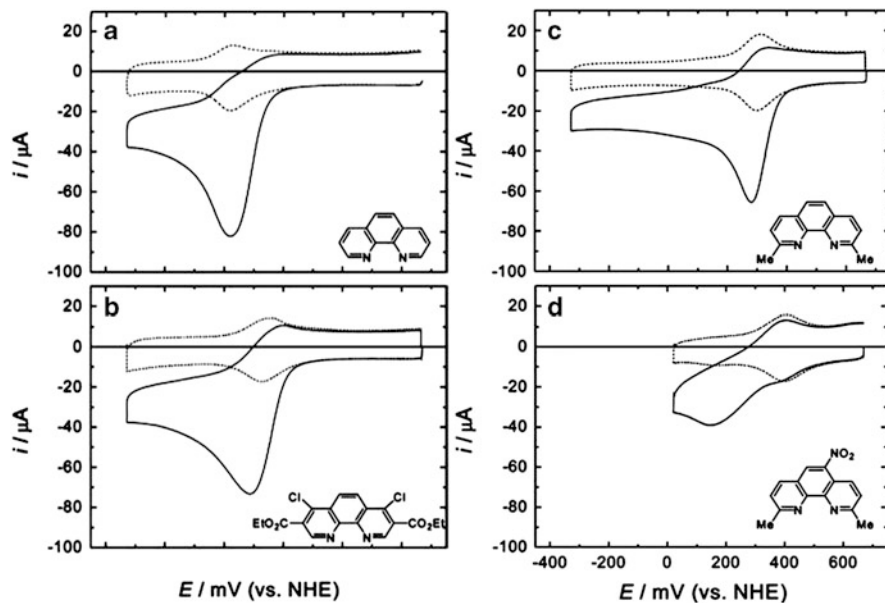 a
20
0
-20
-40
-60
-80
-100
i / µA
N N
b
20
0
-20
-40
-60
-80
-100
i / µA
Cl Cl
EtO₂C CO₂Et
N N
E / mV (vs. NHE)
c
20
0
-20
-40
-60
-80
-100
i / µA
N N
Me Me
d
20
0
-20
-40
-60
-80
-100
i / µA
NO₂
N N
Me Me
-400 -200 0 200 400 600
E / mV (vs. NHE)